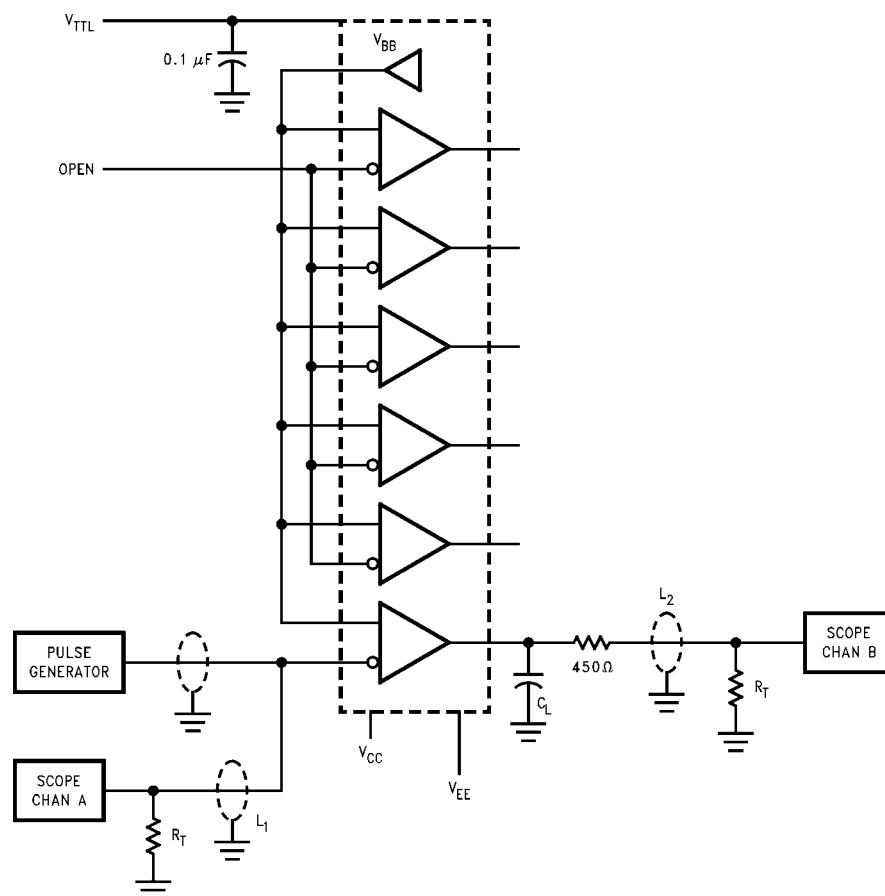 V_TTL
V_BB
0.1 μF
OPEN
L_2
PULSE
GENERATOR
SCOPE
CHAN B
450Ω
C_L
R_T
V_CC
SCOPE
CHAN A
V_EE
R_T
L_1